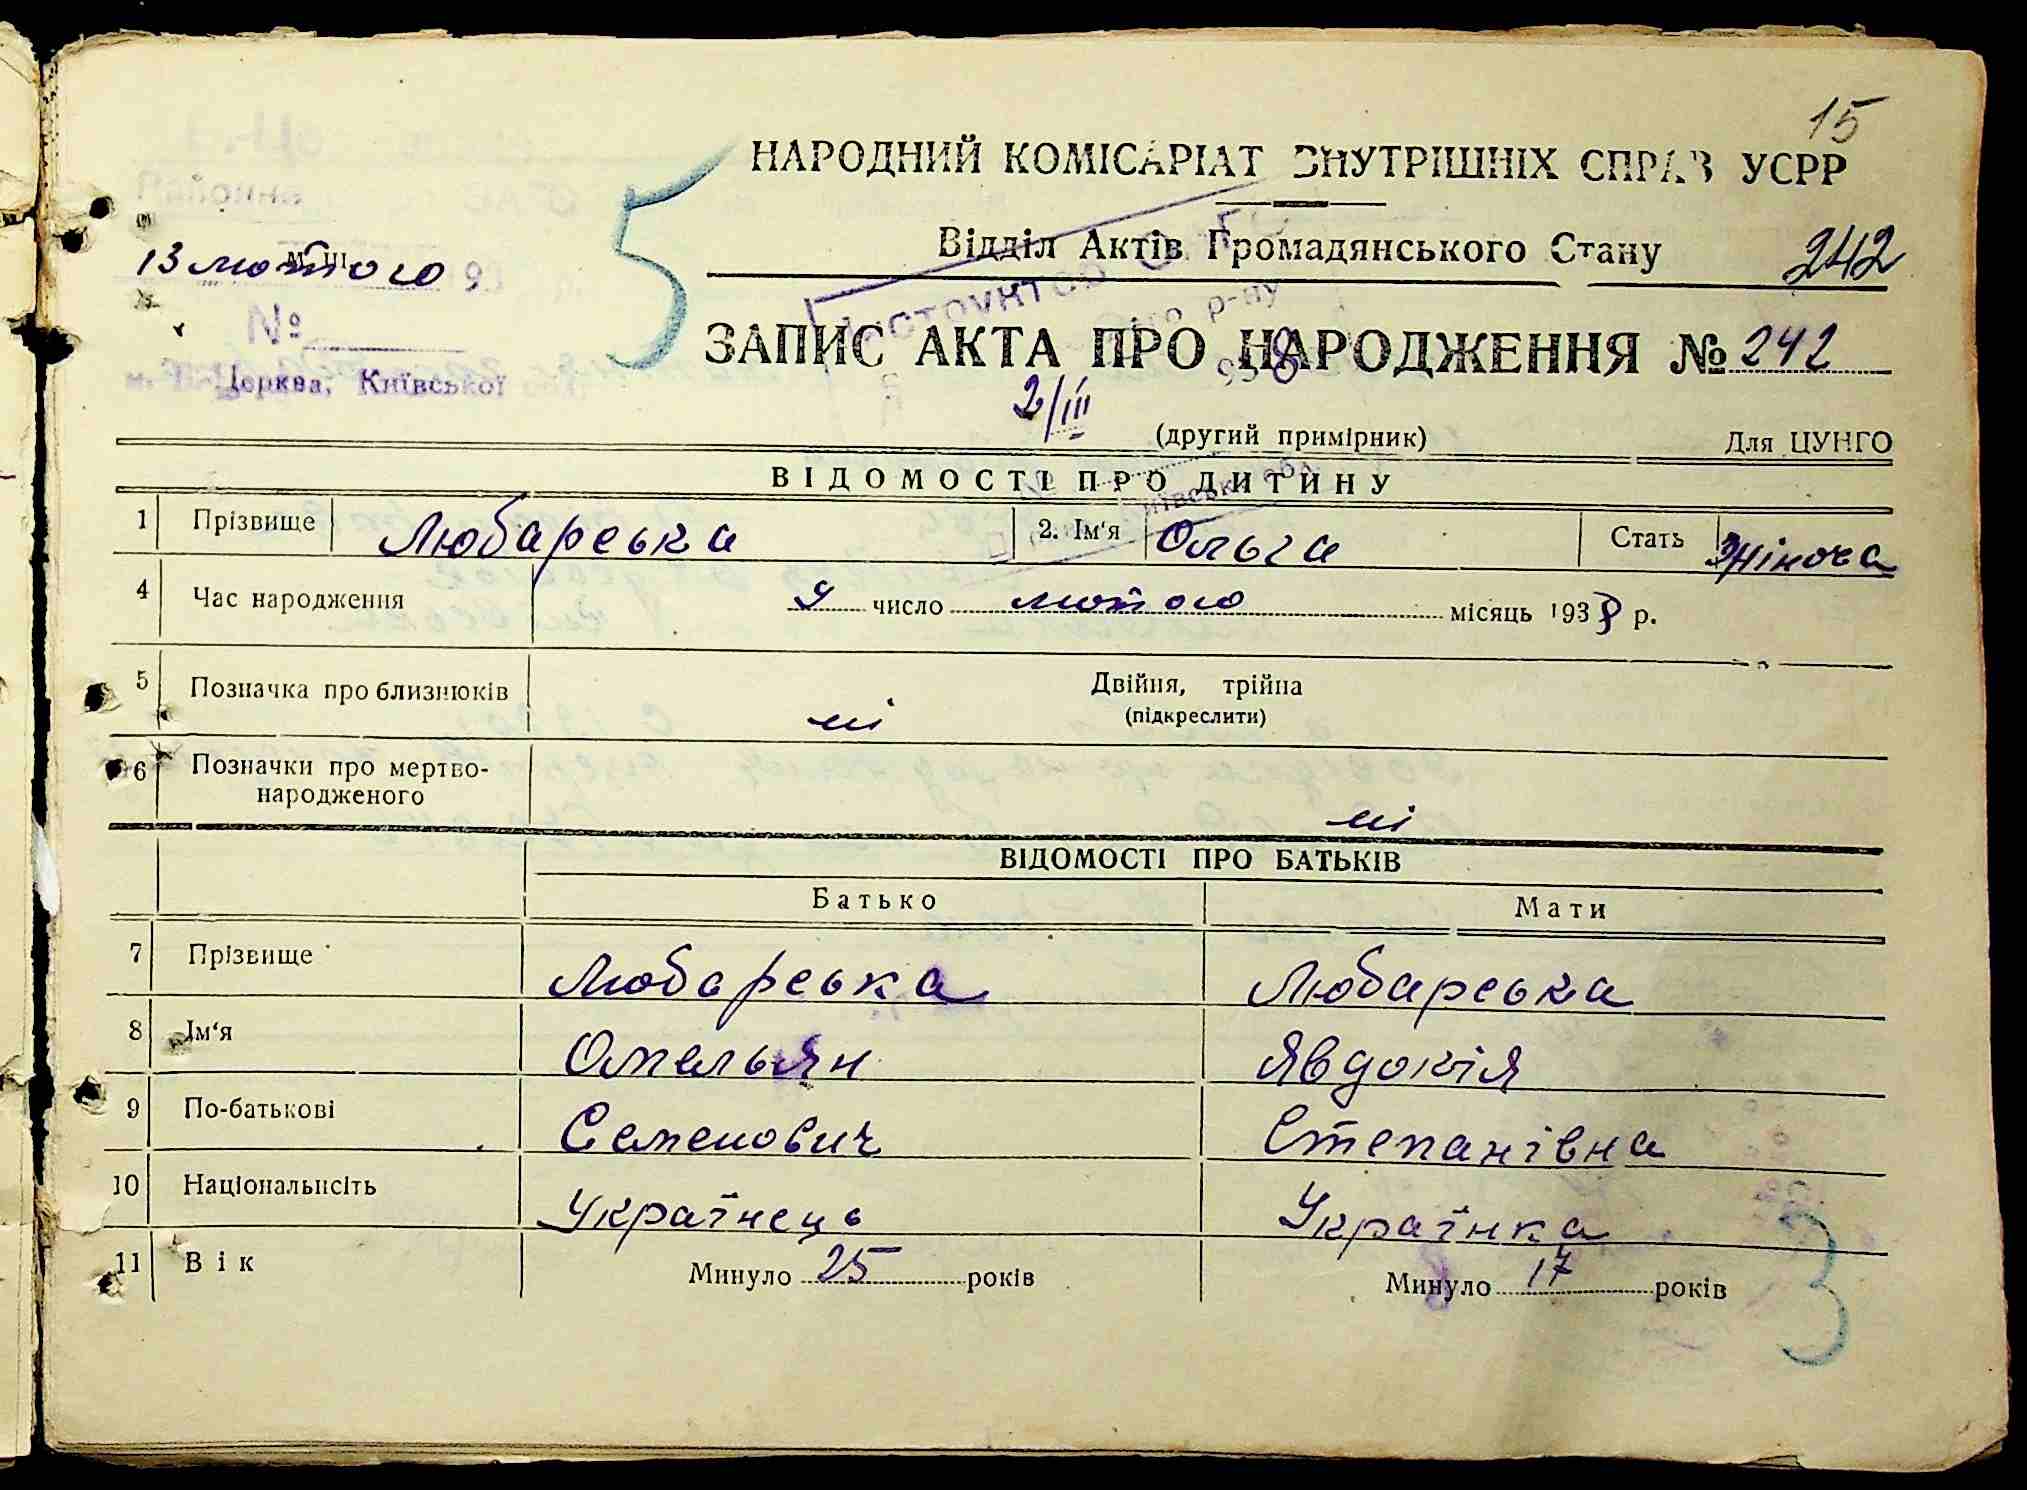 15
НАРОДНИЙ КОМІСАРІАТ ВНУТРІШНІХ СПРАВ УСРР
5
Відділ Актів Громадянського Стану
242
13 лютого 193
№
ЗАПИС АКТА ПРО НАРОДЖЕННЯ № 242
Церква, Київської
2/III
(другий примірник)
Для ЦУНГО
ВІДОМОСТІ ПРО ДИТИНУ
1 Прізвище Любарська 2. Ім'я Ольга Стать Жіноча
4 Час народження 9 число лютого місяць 1938 р.
5 Позначка про близнюків ні Двійня, трійна
(підкреслити)
6 Позначки про мертво-
народженого ні
ВІДОМОСТІ ПРО БАТЬКІВ
Батько Мати
7 Прізвище Любарська Любарська
8 Ім'я Омельян Явдокія
9 По-батькові Семенович Степанівна
10 Національність Українець Українка
11 Вік Минуло 25 років Минуло 17 років
3